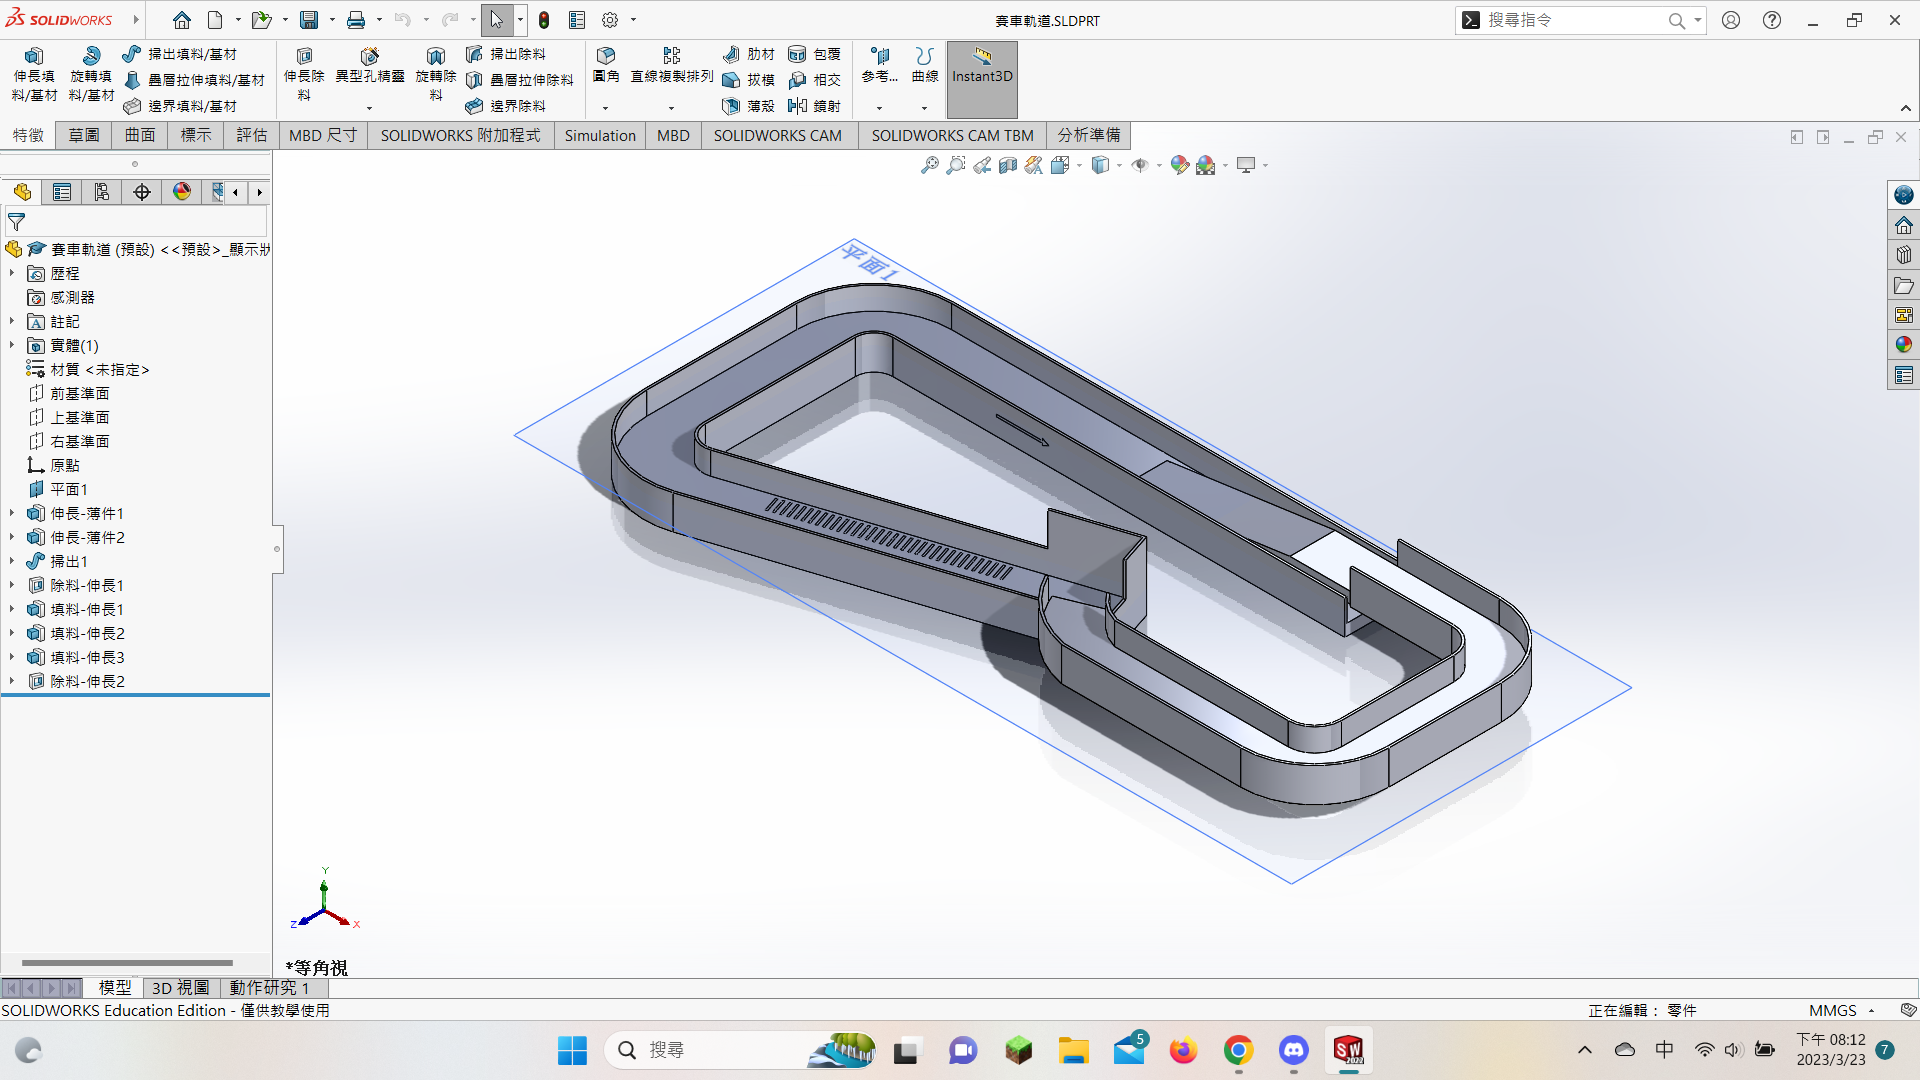 SOLIDWORKS
賽車軌道.SLDPRT
搜尋指令
伸長填料/基材
旋轉填料/基材
掃出填料/基材
疊層拉伸填料/基材
邊界填料/基材
伸長除料
異型孔精靈
旋轉除料
掃出除料
疊層拉伸除料
邊界除料
圓角
直線複製排列
肋材
拔模
薄殼
包覆
相交
鏡射
參考...
曲線
Instant3D
特徵 草圖 曲面 標示 評估 MBD 尺寸 SOLIDWORKS 附加程式 Simulation MBD SOLIDWORKS CAM SOLIDWORKS CAM TBM 分析準備
賽車軌道 (預設) <<預設>_顯示狀
歷程
感測器
註記
實體(1)
材質 <未指定>
前基準面
上基準面
右基準面
原點
平面1
伸長-薄件1
伸長-薄件2
掃出1
除料-伸長1
填料-伸長1
填料-伸長2
填料-伸長3
除料-伸長2
平面1
Y
Z
X
*等角視
模型 3D 視圖 動作研究 1
SOLIDWORKS Education Edition - 僅供教學使用
正在編輯： 零件
MMGS
搜尋
5
SW
2022
中
下午 08:12
2023/3/23
7